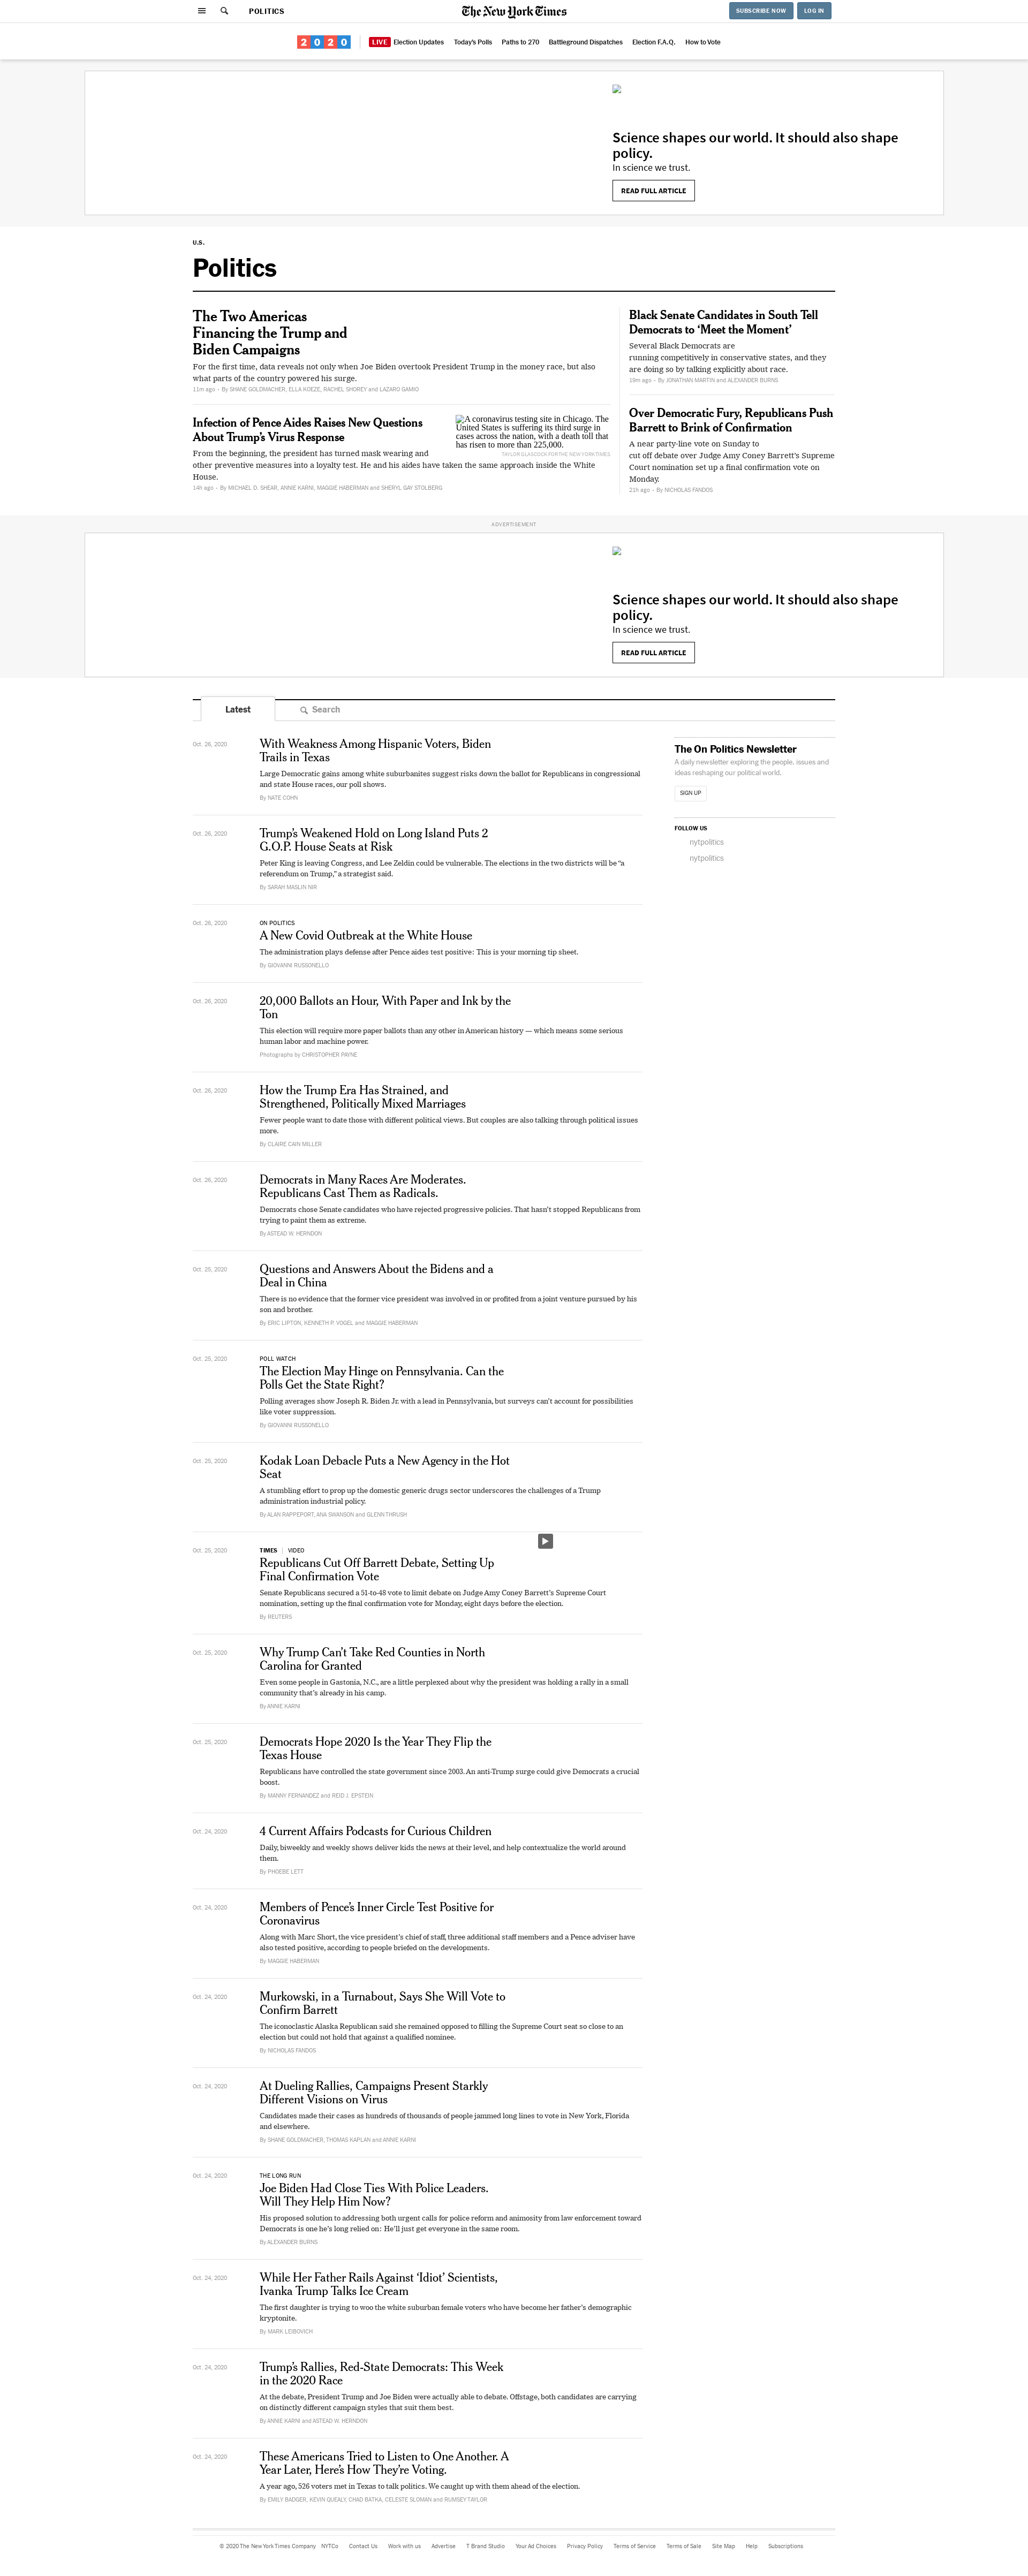 POLITICS
The New York Times
SUBSCRIBE NOW
LOG IN
2020
LIVE Election Updates
Today's Polls
Paths to 270
Battleground Dispatches
Election F.A.Q.
How to Vote
Science shapes our world. It should also shape
policy.
In science we trust.
READ FULL ARTICLE
U.S.
Politics
The Two Americas
Financing the Trump and
Biden Campaigns
For the first time, data reveals not only when Joe Biden overtook President Trump in the money race, but also
what parts of the country powered his surge.
11m ago · By SHANE GOLDMACHER, ELLA KOEZE, RACHEL SHOREY and LAZARO GAMIO
Infection of Pence Aides Raises New Questions
About Trump's Virus Response
From the beginning, the president has turned mask wearing and
other preventive measures into a loyalty test. He and his aides have taken the same approach inside the White
House.
14h ago · By MICHAEL D. SHEAR, ANNIE KARNI, MAGGIE HABERMAN and SHERYL GAY STOLBERG
A coronavirus testing site in Chicago. The
United States is suffering its third surge in
cases across the nation, with a death toll that
has risen to more than 225,000.
TAYLOR GLASCOCK FOR THE NEW YORK TIMES
Black Senate Candidates in South Tell
Democrats to ‘Meet the Moment’
Several Black Democrats are
running competitively in conservative states, and they
are doing so by talking explicitly about race.
19m ago · By JONATHAN MARTIN and ALEXANDER BURNS
Over Democratic Fury, Republicans Push
Barrett to Brink of Confirmation
A near party-line vote on Sunday to
cut off debate over Judge Amy Coney Barrett's Supreme
Court nomination set up a final confirmation vote on
Monday.
21h ago · By NICHOLAS FANDOS
ADVERTISEMENT
Science shapes our world. It should also shape
policy.
In science we trust.
READ FULL ARTICLE
Latest
Search
Oct. 26, 2020
With Weakness Among Hispanic Voters, Biden
Trails in Texas
Large Democratic gains among white suburbanites suggest risks down the ballot for Republicans in congressional
and state House races, our poll shows.
By NATE COHN
Oct. 26, 2020
Trump's Weakened Hold on Long Island Puts 2
G.O.P. House Seats at Risk
Peter King is leaving Congress, and Lee Zeldin could be vulnerable. The elections in the two districts will be “a
referendum on Trump,” a strategist said.
By SARAH MASLIN NIR
Oct. 26, 2020
ON POLITICS
A New Covid Outbreak at the White House
The administration plays defense after Pence aides test positive: This is your morning tip sheet.
By GIOVANNI RUSSONELLO
Oct. 26, 2020
20,000 Ballots an Hour, With Paper and Ink by the
Ton
This election will require more paper ballots than any other in American history — which means some serious
human labor and machine power.
Photographs by CHRISTOPHER PAYNE
Oct. 26, 2020
How the Trump Era Has Strained, and
Strengthened, Politically Mixed Marriages
Fewer people want to date those with different political views. But couples are also talking through political issues
more.
By CLAIRE CAIN MILLER
Oct. 26, 2020
Democrats in Many Races Are Moderates.
Republicans Cast Them as Radicals.
Democrats chose Senate candidates who have rejected progressive policies. That hasn't stopped Republicans from
trying to paint them as extreme.
By ASTEAD W. HERNDON
Oct. 25, 2020
Questions and Answers About the Bidens and a
Deal in China
There is no evidence that the former vice president was involved in or profited from a joint venture pursued by his
son and brother.
By ERIC LIPTON, KENNETH P. VOGEL and MAGGIE HABERMAN
Oct. 25, 2020
POLL WATCH
The Election May Hinge on Pennsylvania. Can the
Polls Get the State Right?
Polling averages show Joseph R. Biden Jr. with a lead in Pennsylvania, but surveys can't account for possibilities
like voter suppression.
By GIOVANNI RUSSONELLO
Oct. 25, 2020
Kodak Loan Debacle Puts a New Agency in the Hot
Seat
A stumbling effort to prop up the domestic generic drugs sector underscores the challenges of a Trump
administration industrial policy.
By ALAN RAPPEPORT, ANA SWANSON and GLENN THRUSH
Oct. 25, 2020
TIMES | VIDEO
Republicans Cut Off Barrett Debate, Setting Up
Final Confirmation Vote
Senate Republicans secured a 51-to-48 vote to limit debate on Judge Amy Coney Barrett's Supreme Court
nomination, setting up the final confirmation vote for Monday, eight days before the election.
By REUTERS
Oct. 25, 2020
Why Trump Can't Take Red Counties in North
Carolina for Granted
Even some people in Gastonia, N.C., are a little perplexed about why the president was holding a rally in a small
community that's already in his camp.
By ANNIE KARNI
Oct. 25, 2020
Democrats Hope 2020 Is the Year They Flip the
Texas House
Republicans have controlled the state government since 2003. An anti-Trump surge could give Democrats a crucial
boost.
By MANNY FERNANDEZ and REID J. EPSTEIN
Oct. 24, 2020
4 Current Affairs Podcasts for Curious Children
Daily, biweekly and weekly shows deliver kids the news at their level, and help contextualize the world around
them.
By PHOEBE LETT
Oct. 24, 2020
Members of Pence's Inner Circle Test Positive for
Coronavirus
Along with Marc Short, the vice president's chief of staff, three additional staff members and a Pence adviser have
also tested positive, according to people briefed on the developments.
By MAGGIE HABERMAN
Oct. 24, 2020
Murkowski, in a Turnabout, Says She Will Vote to
Confirm Barrett
The iconoclastic Alaska Republican said she remained opposed to filling the Supreme Court seat so close to an
election but could not hold that against a qualified nominee.
By NICHOLAS FANDOS
Oct. 24, 2020
At Dueling Rallies, Campaigns Present Starkly
Different Visions on Virus
Candidates made their cases as hundreds of thousands of people jammed long lines to vote in New York, Florida
and elsewhere.
By SHANE GOLDMACHER, THOMAS KAPLAN and ANNIE KARNI
Oct. 24, 2020
THE LONG RUN
Joe Biden Had Close Ties With Police Leaders.
Will They Help Him Now?
His proposed solution to addressing both urgent calls for police reform and animosity from law enforcement toward
Democrats is one he's long relied on: He'll just get everyone in the same room.
By ALEXANDER BURNS
Oct. 24, 2020
While Her Father Rails Against ‘Idiot’ Scientists,
Ivanka Trump Talks Ice Cream
The first daughter is trying to woo the white suburban female voters who have become her father's demographic
kryptonite.
By MARK LEIBOVICH
Oct. 24, 2020
Trump's Rallies, Red-State Democrats: This Week
in the 2020 Race
At the debate, President Trump and Joe Biden were actually able to debate. Offstage, both candidates are carrying
on distinctly different campaign styles that suit them best.
By ANNIE KARNI and ASTEAD W. HERNDON
Oct. 24, 2020
These Americans Tried to Listen to One Another. A
Year Later, Here's How They're Voting.
A year ago, 526 voters met in Texas to talk politics. We caught up with them ahead of the election.
By EMILY BADGER, KEVIN QUEALY, CHAD BATKA, CELESTE SLOMAN and RUMSEY TAYLOR
The On Politics Newsletter
A daily newsletter exploring the people, issues and
ideas reshaping our political world.
SIGN UP
FOLLOW US
nytpolitics
nytpolitics
© 2020 The New York Times Company
NYTCo
Contact Us
Work with us
Advertise
T Brand Studio
Your Ad Choices
Privacy Policy
Terms of Service
Terms of Sale
Site Map
Help
Subscriptions